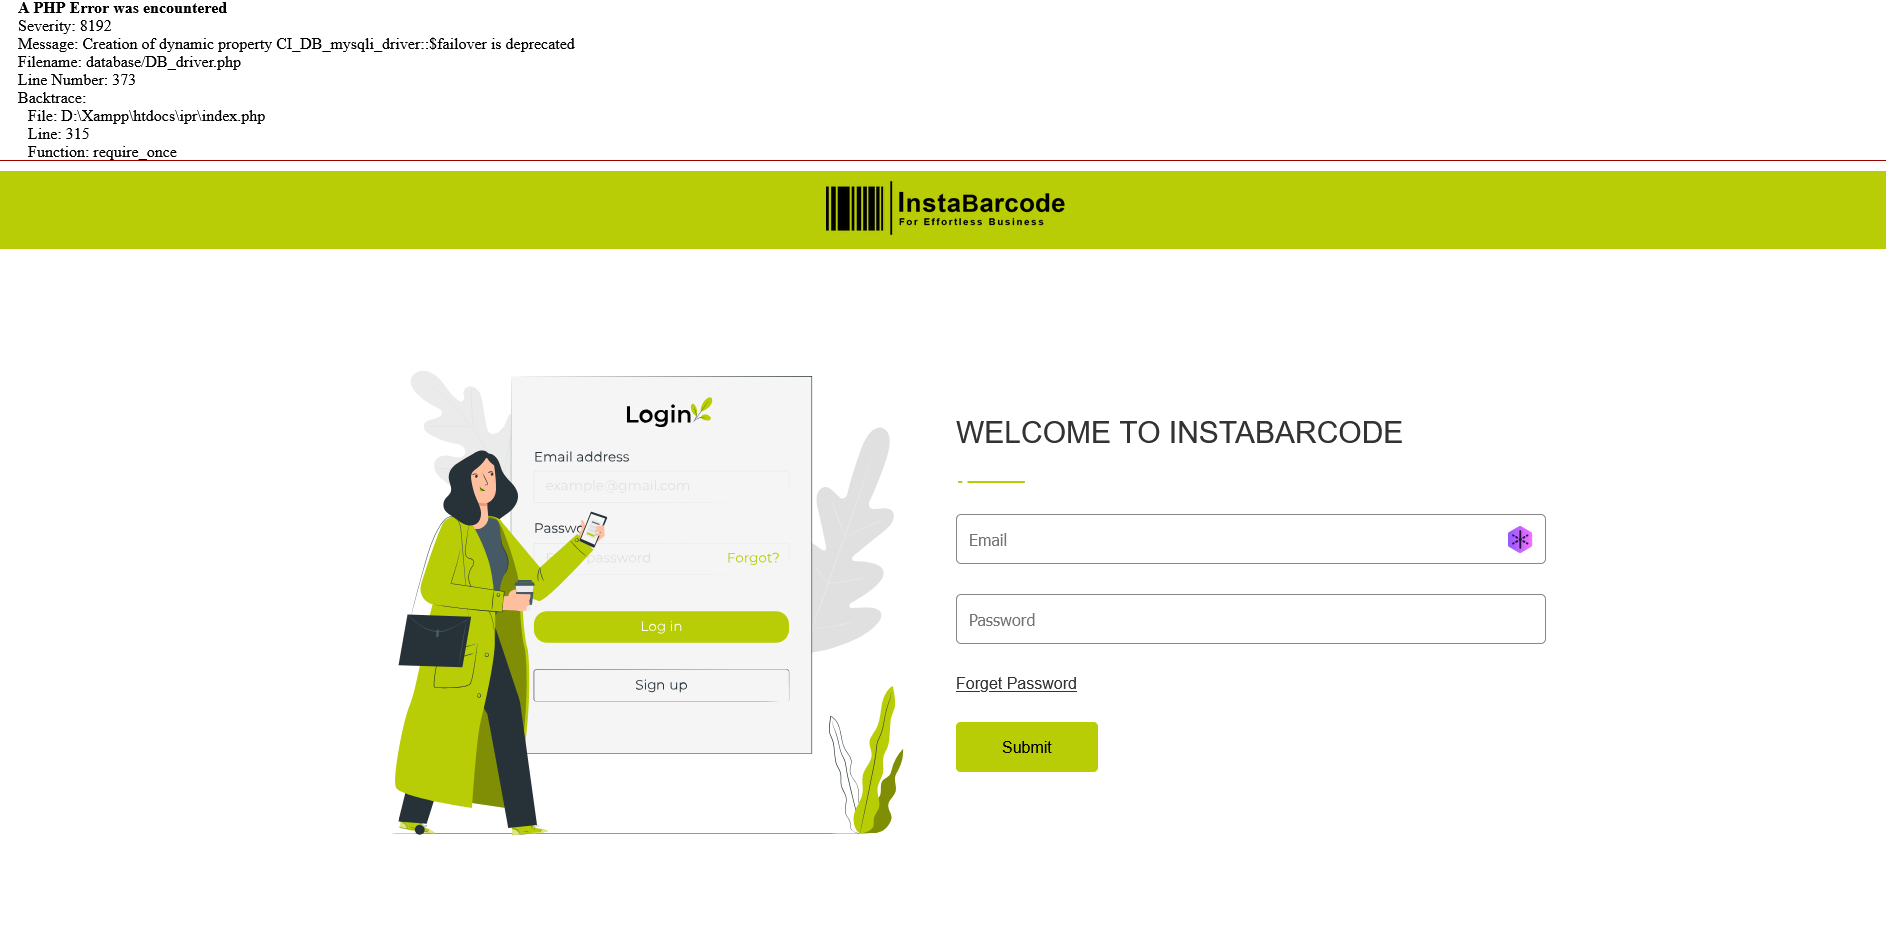 A PHP Error was encountered
Severity: 8192
Message: Creation of dynamic property CI_DB_mysqli_driver::$failover is deprecated
Filename: database/DB_driver.php
Line Number: 373
Backtrace:
File: D:\Xampp\htdocs\ipr\index.php
Line: 315
Function: require_once
InstaBarcode
For Effortless Business
Login
Email address
example@gmail.com
password
Forgot?
Log in
Sign up
WELCOME TO INSTABARCODE
Email
Password
Forget Password
Submit